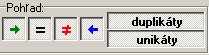 Pohľad:
→ = ≠ ← duplikáty
unikáty